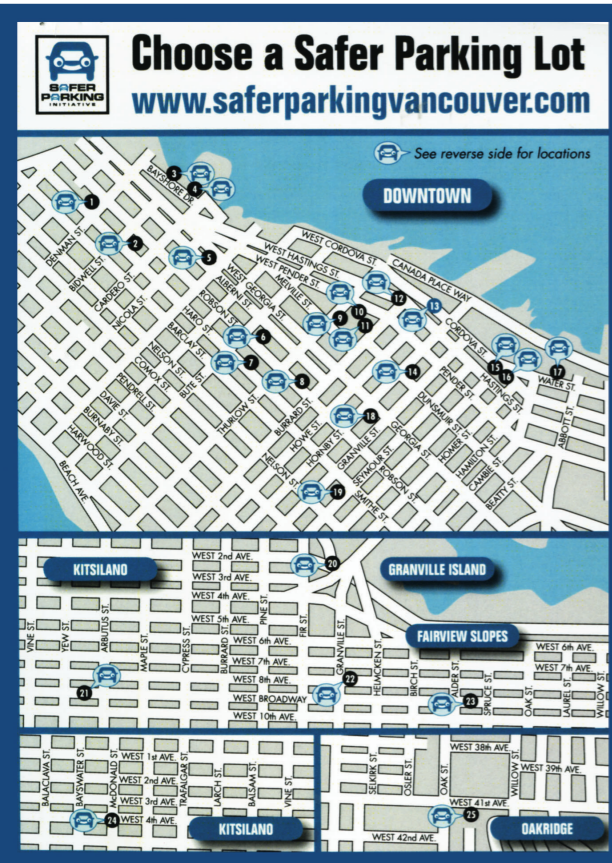 SAFER
PARKING
INITIATIVE
Choose a Safer Parking Lot
www.saferparkingvancouver.com
See reverse side for locations
DOWNTOWN
3
4
BAYSHORE DR.
1
2
5
DENMAN ST.
BIDWELL ST.
CARDERO ST.
NICOLA ST.
WEST CORDOVA ST.
WEST HASTINGS ST.
CANADA PLACE WAY
WEST PENDER ST.
MELVILLE ST.
WEST GEORGIA ST.
ALBERNI ST.
ROBSON ST.
HARO ST.
BARCLAY ST.
NELSON ST.
COMOX ST.
PENDRELL ST.
DAVIE ST.
BURNABY ST.
HARWOOD ST.
BEACH AVE
BUTE ST.
THURLOW ST.
BURRARD ST.
HOWE ST.
HORNBY ST.
GRANVILLE ST.
SEYMOUR ST.
ROBSON ST.
SMITHE ST.
NELSON ST.
GEORGIA ST.
DUNSMUIR ST.
PENDER ST.
HOMER ST.
HAMILTON ST.
CAMBIE ST.
BEATTY ST.
CORDOVA ST.
HASTINGS ST.
WATER ST.
ABBOTT ST.
6
7
8
9
10
11
12
13
14
15
16
17
18
19
KITSILANO
WEST 2nd AVE.
WEST 3rd AVE.
WEST 4th AVE.
WEST 5th AVE.
WEST 6th AVE.
WEST 7th AVE.
WEST 8th AVE.
WEST BROADWAY
WEST 10th AVE.
VINE ST.
YEW ST.
ARBUTUS ST.
MAPLE ST.
CYPRESS ST.
BURRARD ST.
PINE ST.
FIR ST.
20
GRANVILLE ISLAND
FAIRVIEW SLOPES
GRANVILLE ST.
HELMCKEN ST.
BIRCH ST.
ALDER ST.
SPRUCE ST.
OAK ST.
LAUREL ST.
WILLOW ST.
WEST 6th AVE.
WEST 7th AVE.
21
22
23
BALACLAVA ST.
BAYSWATER ST.
McDONALD ST.
WEST 1st AVE.
WEST 2nd AVE.
WEST 3rd AVE.
WEST 4th AVE.
TRAFALGAR ST.
LARCH ST.
BALSAM ST.
VINE ST.
24
KITSILANO
SELKIRK ST.
OSLER ST.
OAK ST.
WILLOW ST.
WEST 38th AVE.
WEST 39th AVE.
WEST 41st AVE.
25
WEST 42nd AVE.
OAKRIDGE